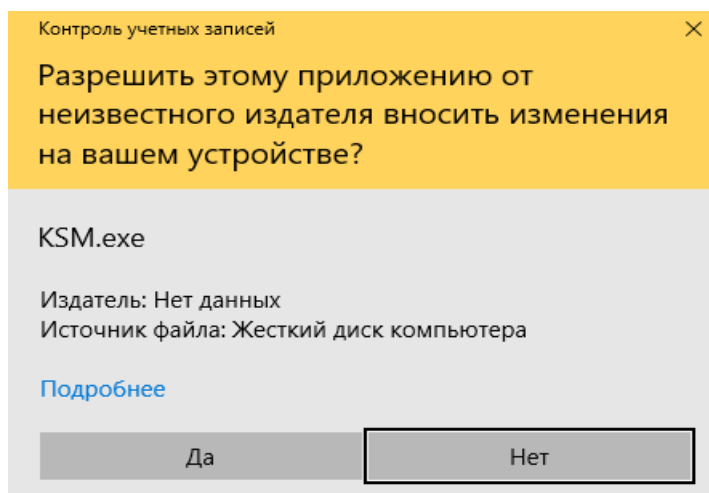 Контроль учетных записей
Разрешить этому приложению от
неизвестного издателя вносить изменения
на вашем устройстве?
KSM.exe
Издатель: Нет данных
Источник файла: Жесткий диск компьютера
Подробнее
Да
Нет